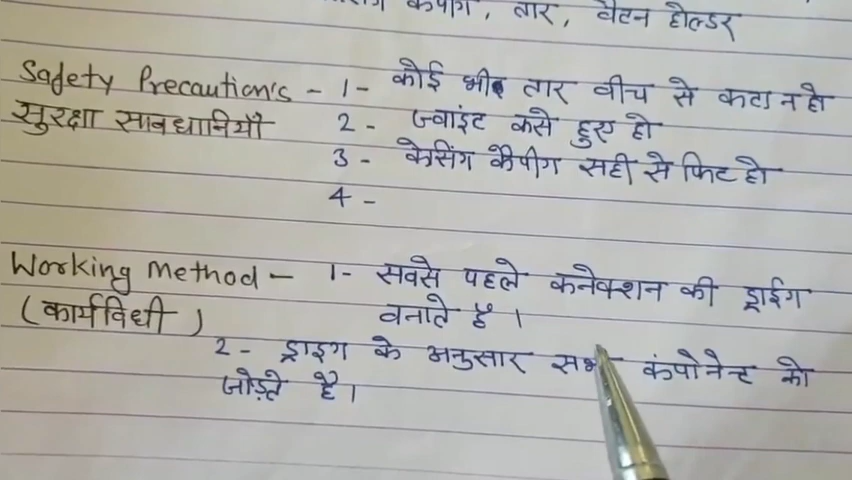 कैपिंग, तार, बैटन होल्डर
Safety Precaution's - 1- कोई भी तार बीच से कटा न हो
सुरक्षा सावधानियाँ 2 - ज्वाइंट कसे हुए हो
3 - केसिंग कैपींग सही से फिट हो
4 -
Working Method - 1- सबसे पहले कनेक्शन की ड्राईंग
(कार्यविधी) बनाते है ।
2 - ड्राइंग के अनुसार सभी कंपोनेन्ट को
जोड़ते है ।